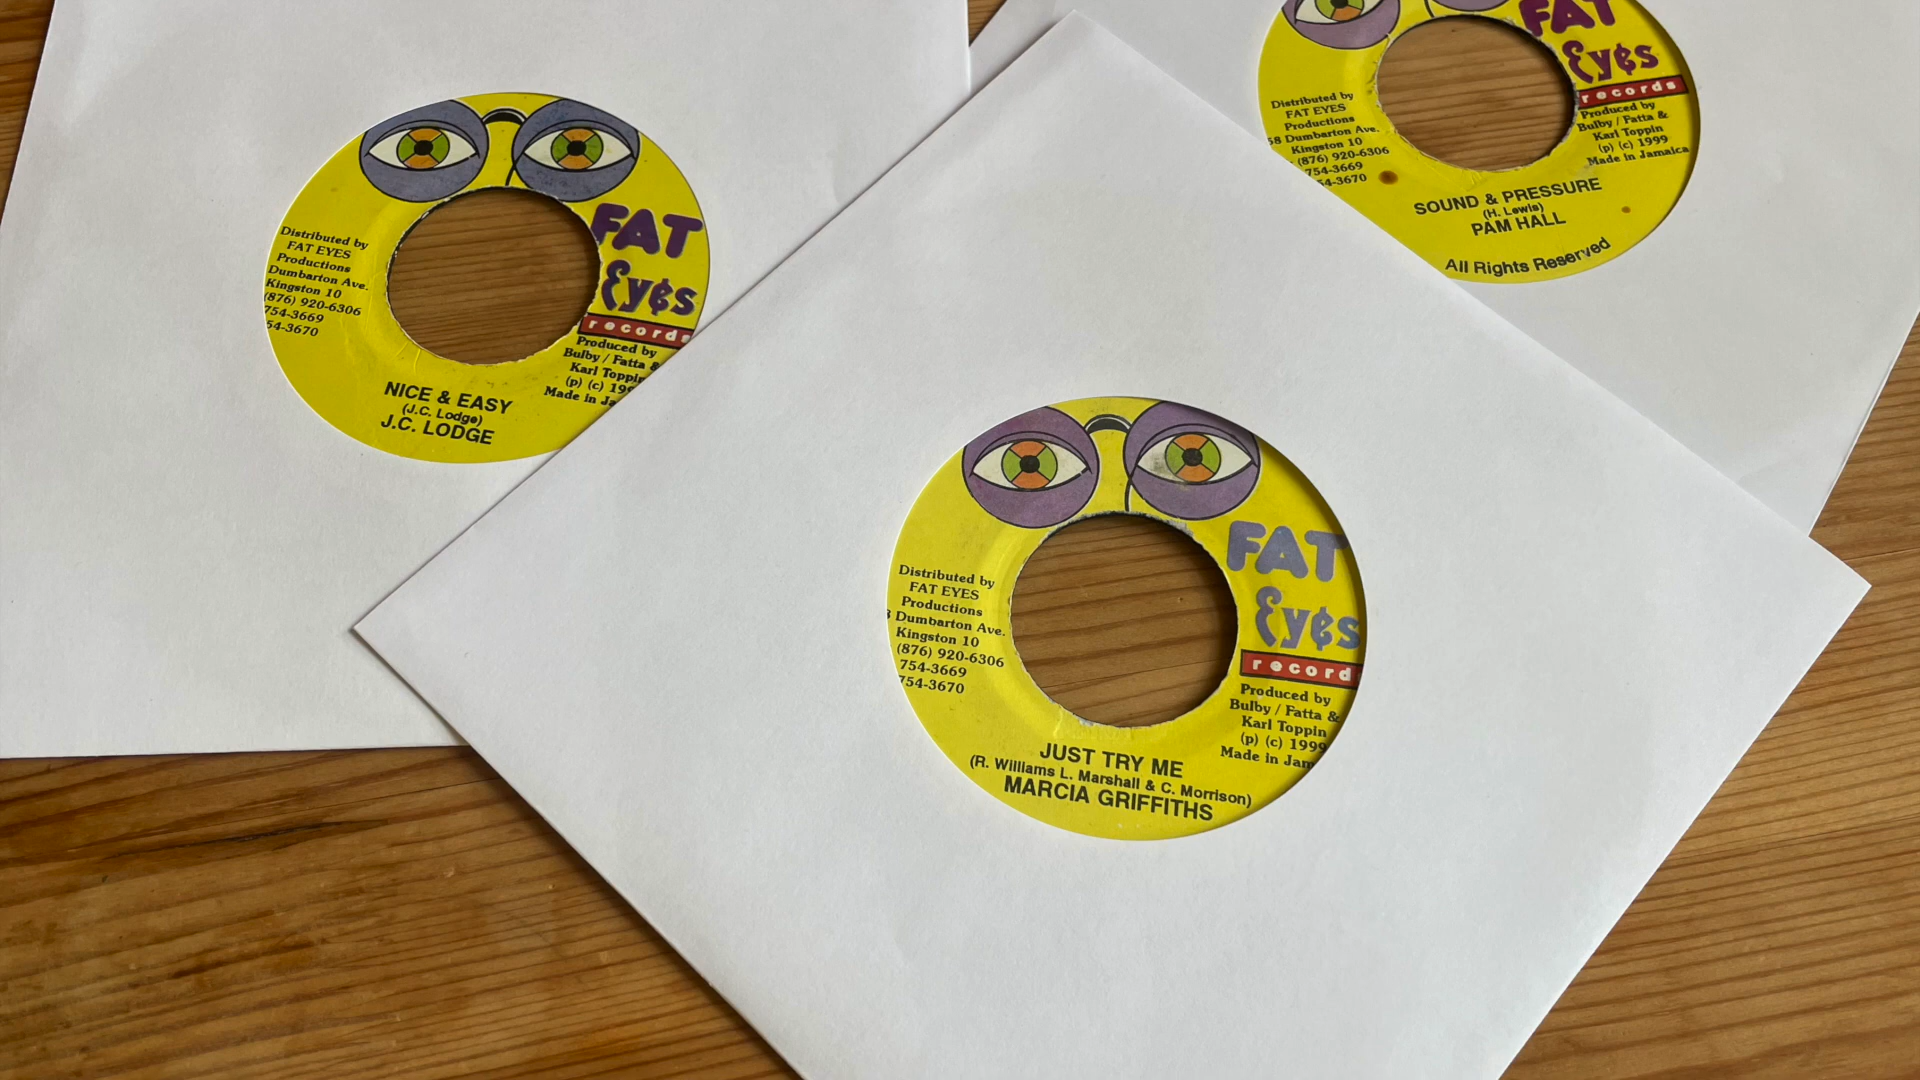 Distributed by
FAT EYES
Productions
Dumbarton Ave.
Kingston 10
(876) 920-6306
754-3669
54-3670
FAT
Eyes
records
Produced by
Bulby / Fatta &
Karl Toppin
(p) (c) 199
Made in Ja
NICE & EASY
(J.C. Lodge)
J.C. LODGE
FAT
Eyes
records
Distributed by
FAT EYES
Productions
58 Dumbarton Ave.
Kingston 10
(876) 920-6306
754-3669
54-3670
Produced by
Bulby / Fatta &
Karl Toppin
(p) (c) 1999
Made in Jamaica
SOUND & PRESSURE
(H. Lewis)
PAM HALL
All Rights Reserved
Distributed by
FAT EYES
Productions
8 Dumbarton Ave.
Kingston 10
(876) 920-6306
754-3669
754-3670
FAT
Eyes
record
Produced by
Bulby / Fatta &
Karl Toppin
(p) (c) 1999
Made in Jam
JUST TRY ME
(R. Williams L. Marshall & C. Morrison)
MARCIA GRIFFITHS